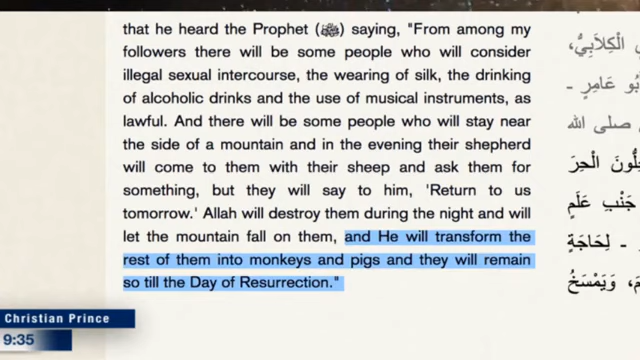 that he heard the Prophet (ﷺ) saying, "From among my
followers there will be some people who will consider
illegal sexual intercourse, the wearing of silk, the drinking
of alcoholic drinks and the use of musical instruments, as
lawful. And there will be some people who will stay near
the side of a mountain and in the evening their shepherd
will come to them with their sheep and ask them for
something, but they will say to him, 'Return to us
tomorrow.' Allah will destroy them during the night and will
let the mountain fall on them, and He will transform the
rest of them into monkeys and pigs and they will remain
so till the Day of Resurrection."
الْكِلاَبِيُّ،
عَامِرٍ ـ
صلى الله
الْحِرَ
جَنْبِ عَلَمٍ
ـ لِحَاجَةٍ
وَيَمْسَخُ
Christian Prince
9:35